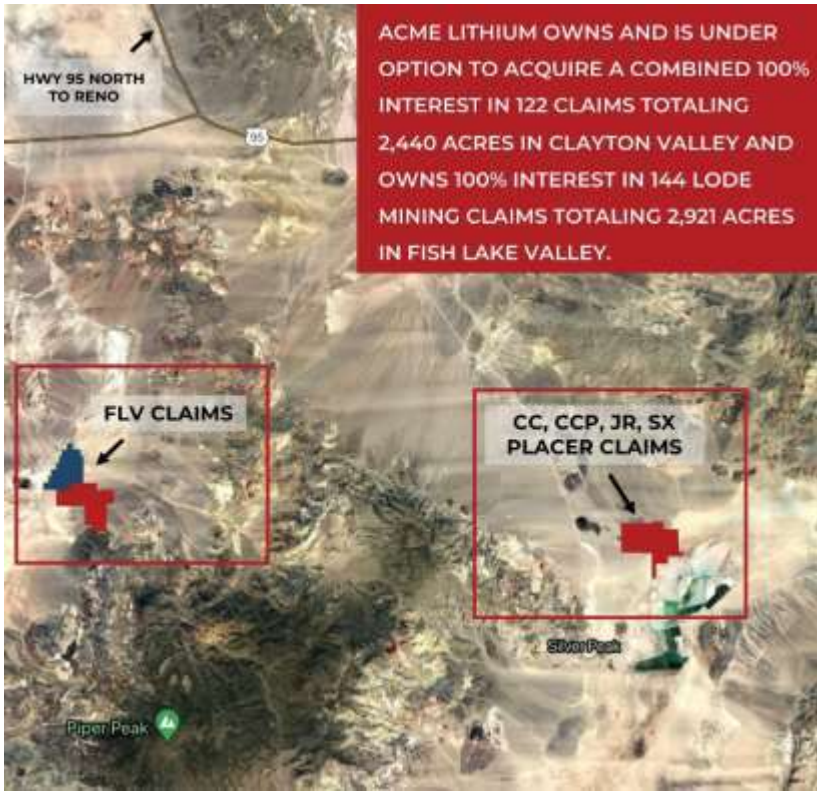 HWY 95 NORTH
TO RENO
95
ACME LITHIUM OWNS AND IS UNDER
OPTION TO ACQUIRE A COMBINED 100%
INTEREST IN 122 CLAIMS TOTALING
2,440 ACRES IN CLAYTON VALLEY AND
OWNS 100% INTEREST IN 144 LODE
MINING CLAIMS TOTALING 2,921 ACRES
IN FISH LAKE VALLEY.
FLV CLAIMS
CC, CCP, JR, SX
PLACER CLAIMS
Silver Peak
Piper Peak